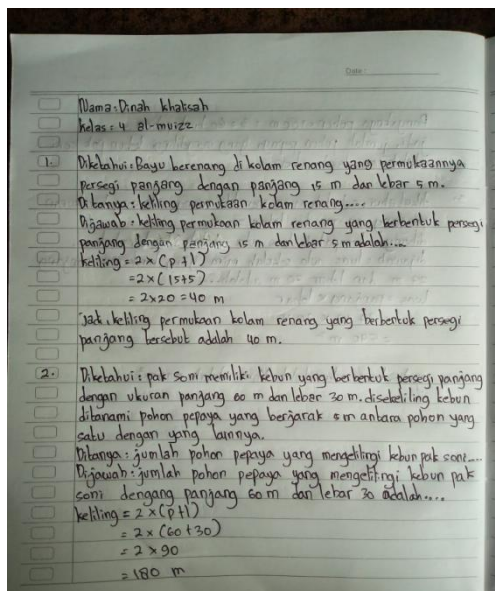 Date :
Nama : Dinah khalisah
kelas = 4 al-muizz
1. Diketahui : Bayu berenang di kolam renang yang permukaannya
persegi panjang dengan panjang 15 m dan lebar 5 m.
Ditanya : keliling permukaan kolam renang....
Dijawab : keliling permukaan kolam renang yang berbentuk persegi
panjang dengan panjang 15 m dan lebar 5 m adalah....
keliling = 2 x (p+l)
= 2 x (15+5)
= 2 x 20 = 40 m
Jadi, keliling permukaan kolam renang yang berbentuk persegi
panjang tersebut adalah 40 m.
2. Diketahui : pak soni memiliki kebun yang berbentuk persegi panjang
dengan ukuran panjang 60 m dan lebar 30 m. disekeliling kebun
ditanami pohon pepaya yang berjarak 5 m antara pohon yang
satu dengan yang lainnya.
Ditanya : jumlah pohon pepaya yang mengelilingi kebun pak soni....
Dijawab : jumlah pohon pepaya yang mengelilingi kebun pak
soni dengang panjang 60 m dan lebar 30 adalah....
keliling = 2 x (p+l)
= 2 x (60+30)
= 2 x 90
= 180 m